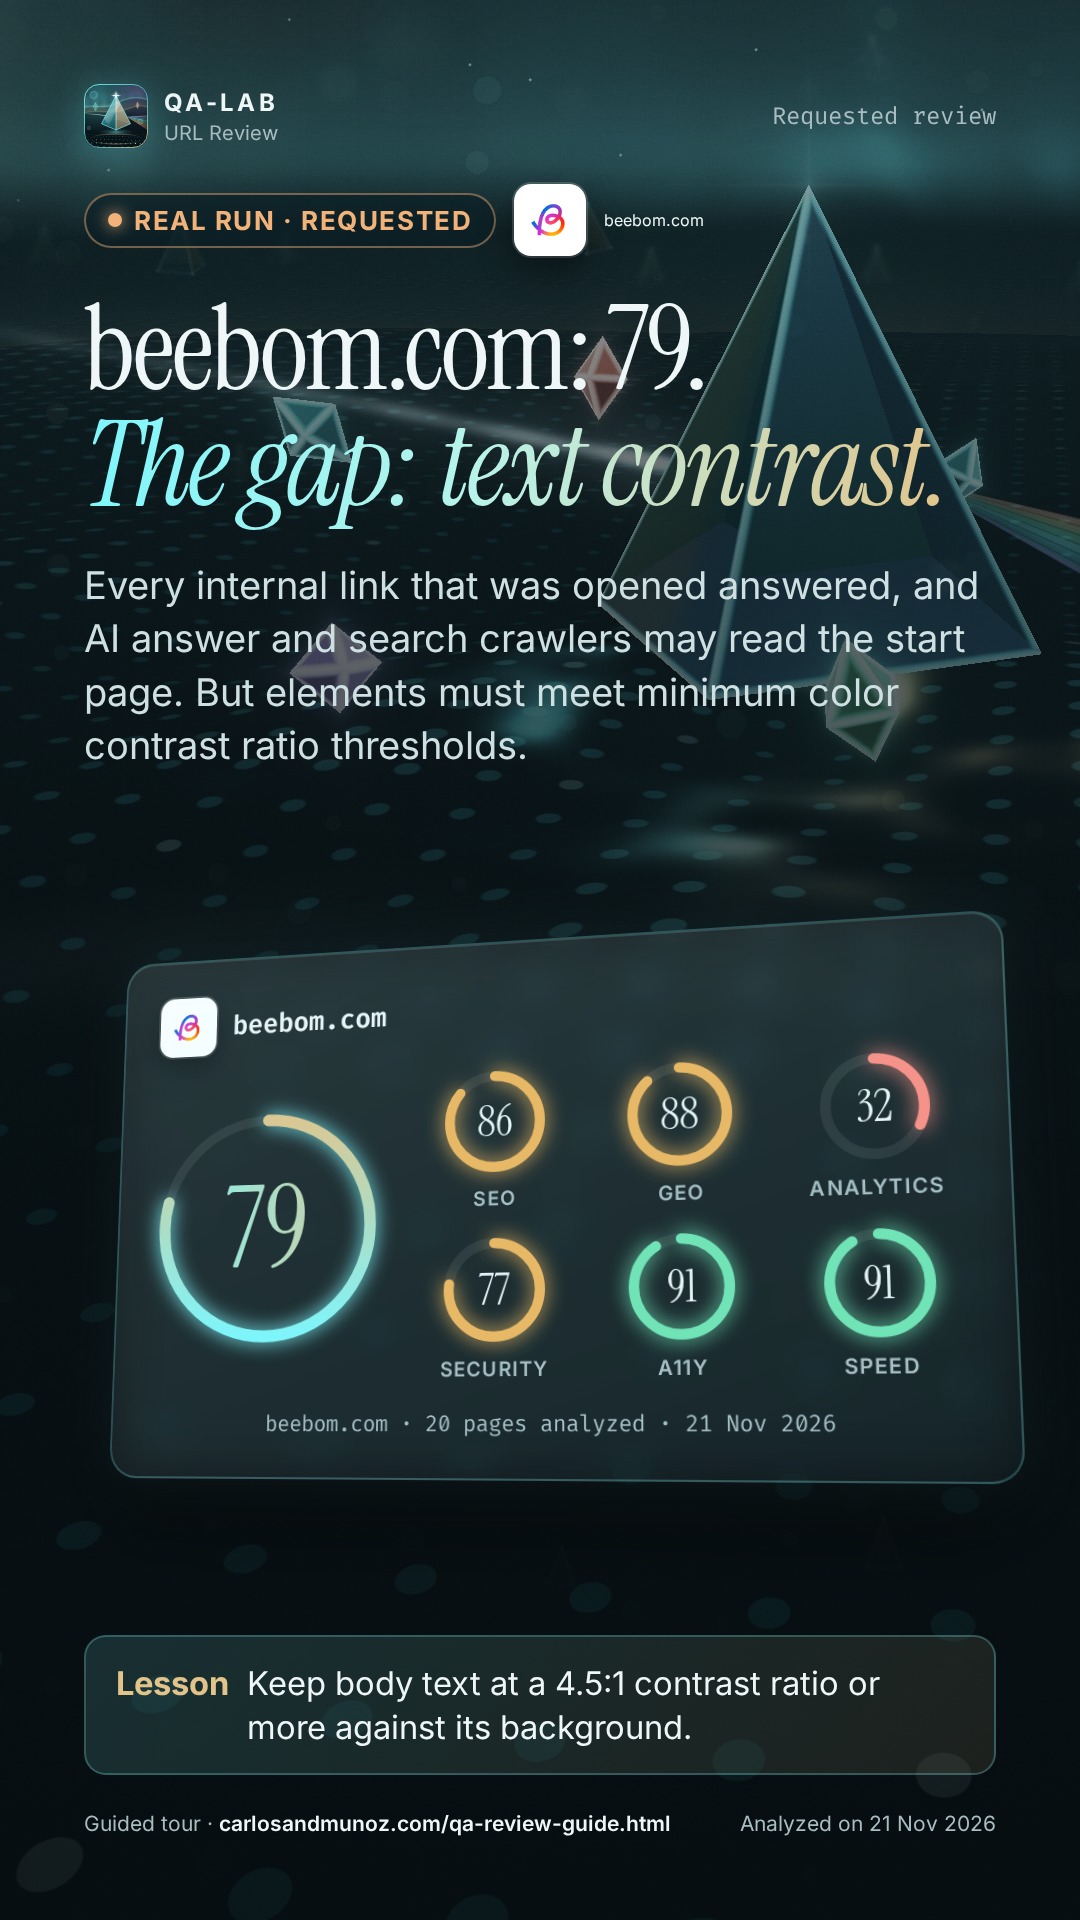 QA-LAB
URL Review
Requested review
REAL RUN · REQUESTED
beebom.com
beebom.com: 79.
The gap: text contrast.
Every internal link that was opened answered, and
AI answer and search crawlers may read the start
page. But elements must meet minimum color
contrast ratio thresholds.
beebom.com
79
86
SEO
88
GEO
32
ANALYTICS
77
SECURITY
91
A11Y
91
SPEED
beebom.com · 20 pages analyzed · 21 Nov 2026
Lesson Keep body text at a 4.5:1 contrast ratio or
more against its background.
Guided tour · carlosandmunoz.com/qa-review-guide.html
Analyzed on 21 Nov 2026